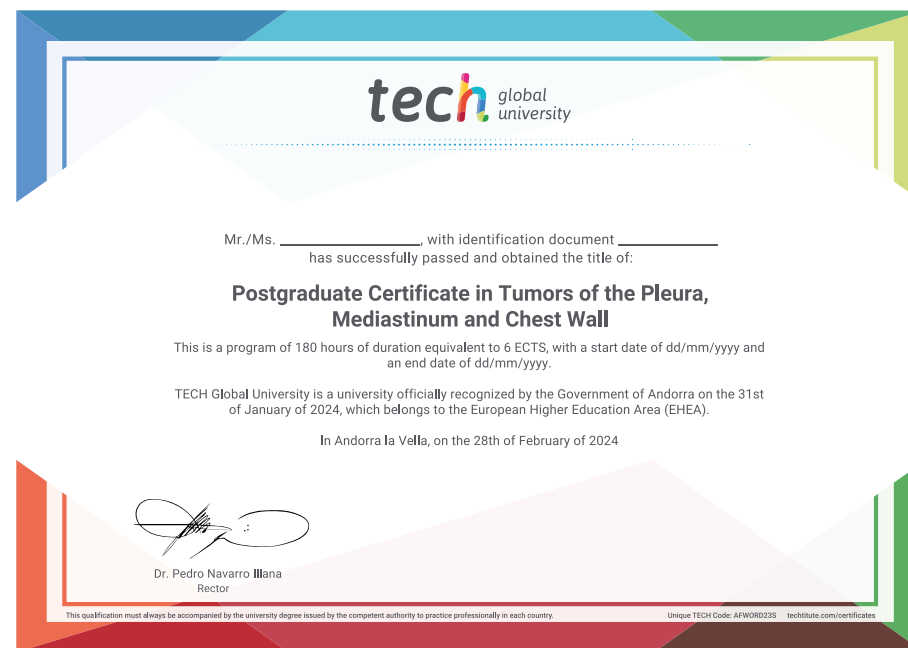 tech global
university
Mr./Ms. ____________, with identification document ____________
has successfully passed and obtained the title of:
Postgraduate Certificate in Tumors of the Pleura,
Mediastinum and Chest Wall
This is a program of 180 hours of duration equivalent to 6 ECTS, with a start date of dd/mm/yyyy and
an end date of dd/mm/yyyy.
TECH Global University is a university officially recognized by the Government of Andorra on the 31st
of January of 2024, which belongs to the European Higher Education Area (EHEA).
In Andorra la Vella, on the 28th of February of 2024
Dr. Pedro Navarro Illana
Rector
This qualification must always be accompanied by the university degree issued by the competent authority to practice professionally in each country.
Unique TECH Code: AFWORD23S techtitute.com/certificates